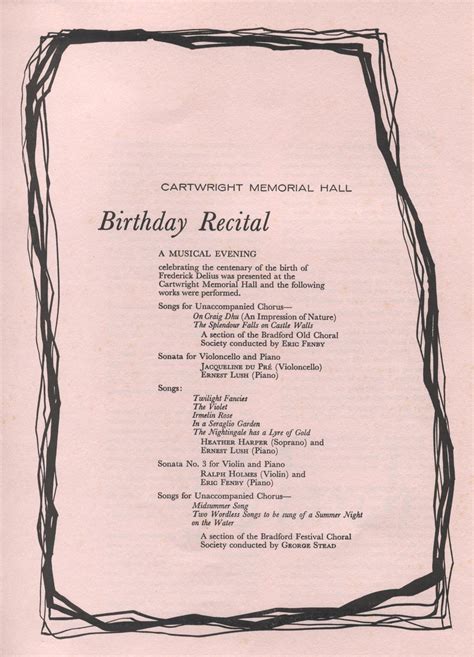 CARTWRIGHT MEMORIAL HALL
Birthday Recital
A MUSICAL EVENING
celebrating the centenary of the birth of
Frederick Delius was presented at the
Cartwright Memorial Hall and the following
works were performed.
Songs for Unaccompanied Chorus—
On Craig Dhu (An Impression of Nature)
The Splendour Falls on Castle Walls
A section of the Bradford Old Choral
Society conducted by ERIC FENBY
Sonata for Violoncello and Piano
JACQUELINE DU PRÉ (Violoncello)
ERNEST LUSH (Piano)
Songs:
Twilight Fancies
The Violet
Irmelin Rose
In a Seraglio Garden
The Nightingale has a Lyre of Gold
HEATHER HARPER (Soprano) and
ERNEST LUSH (Piano)
Sonata No. 3 for Violin and Piano
RALPH HOLMES (Violin) and
ERIC FENBY (Piano)
Songs for Unaccompanied Chorus—
Midsummer Song
Two Wordless Songs to be sung of a Summer Night
on the Water
A section of the Bradford Festival Choral
Society conducted by GEORGE STEAD